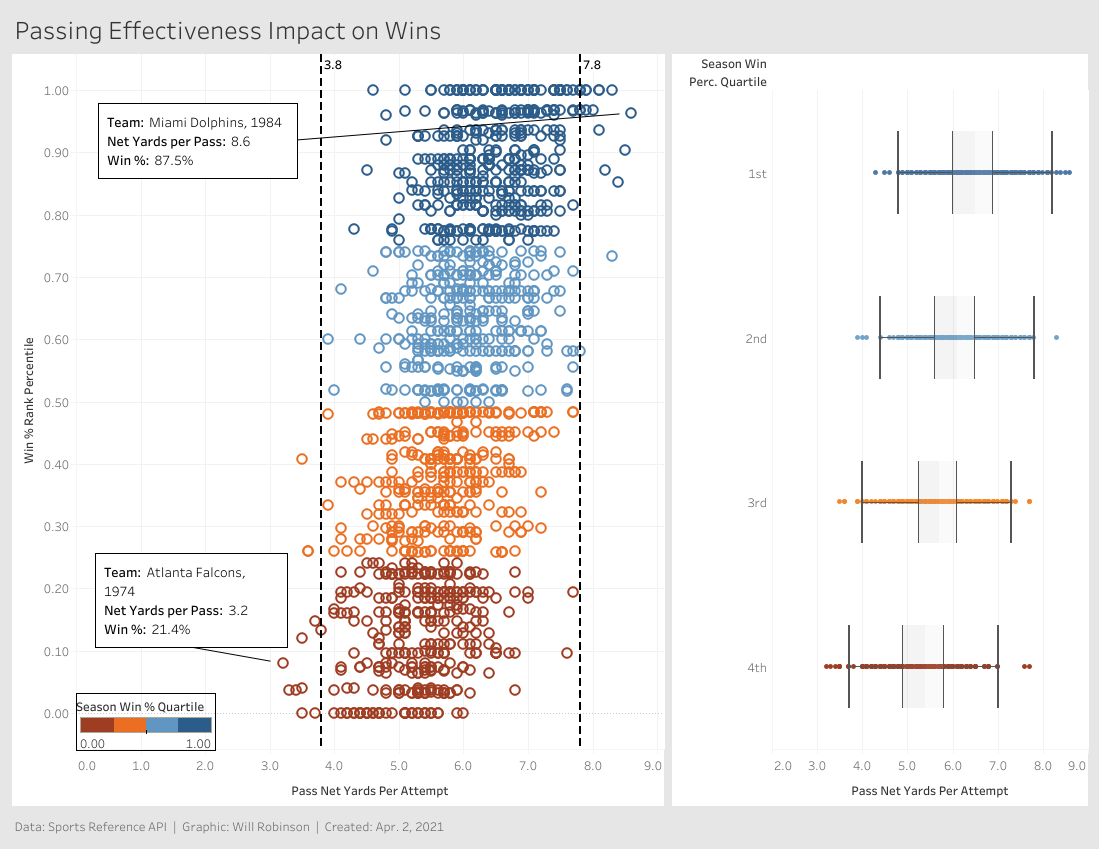 Passing Effectiveness Impact on Wins
3.8
7.8
1.00
0.90
0.80
0.70
0.60
0.50
0.40
0.30
0.20
0.10
0.00
Win % Rank Percentile
Team: Miami Dolphins, 1984
Net Yards per Pass: 8.6
Win %: 87.5%
Team: Atlanta Falcons,
1974
Net Yards per Pass: 3.2
Win %: 21.4%
Season Win % Quartile
0.00 1.00
0.0 1.0 2.0 3.0 4.0 5.0 6.0 7.0 8.0 9.0
Pass Net Yards Per Attempt
Season Win
Perc. Quartile
1st
2nd
3rd
4th
2.0 3.0 4.0 5.0 6.0 7.0 8.0 9.0
Pass Net Yards Per Attempt
Data: Sports Reference API | Graphic: Will Robinson | Created: Apr. 2, 2021